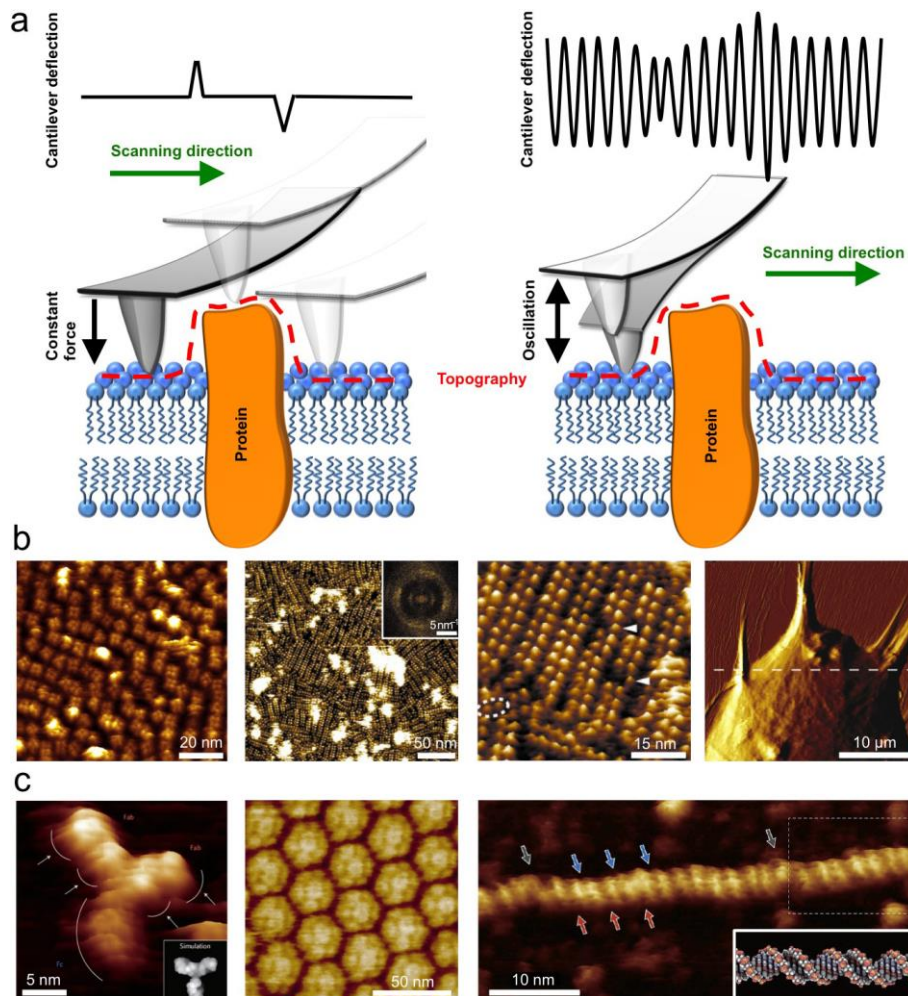 a
Cantilever deflection
Scanning direction
Constant
force
Protein
Topography
Cantilever deflection
Scanning direction
Oscillation
Protein
b
20 nm
5nm⁻¹
50 nm
15 nm
10 µm
c
Fab
Fab
Fc
Simulation
5 nm
50 nm
10 nm